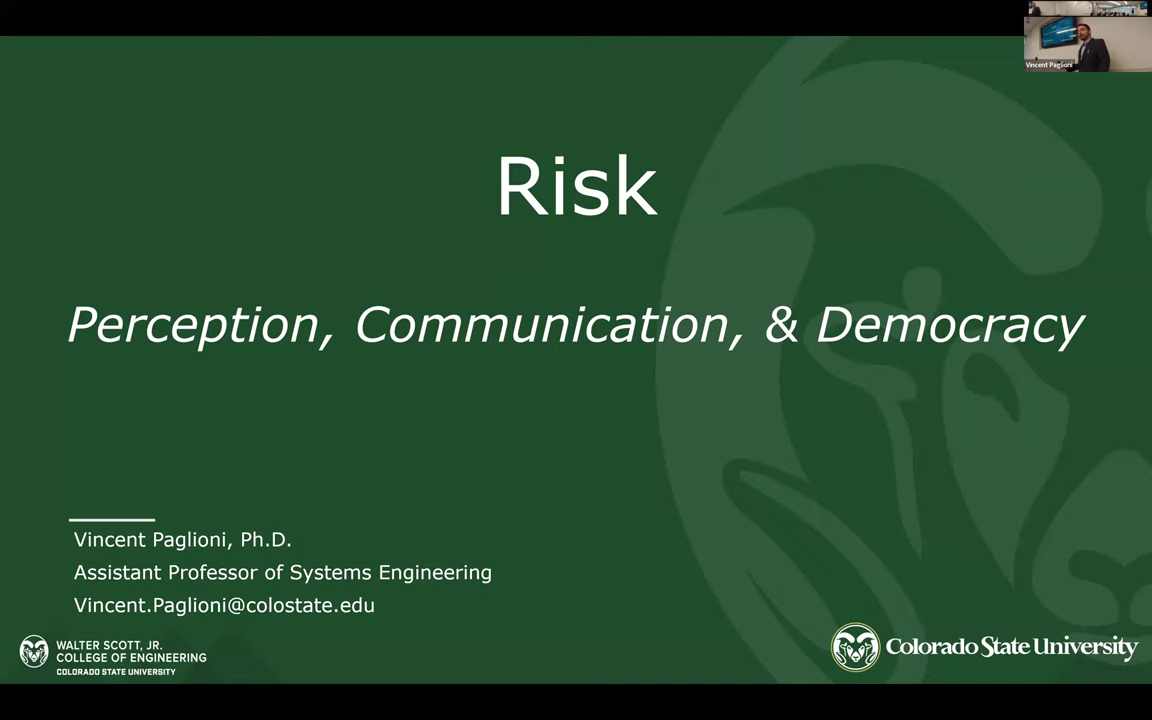 Vincent Paglioni
Risk
Perception, Communication, & Democracy
Vincent Paglioni, Ph.D.
Assistant Professor of Systems Engineering
Vincent.Paglioni@colostate.edu
WALTER SCOTT, JR.
COLLEGE OF ENGINEERING
COLORADO STATE UNIVERSITY
Colorado State University